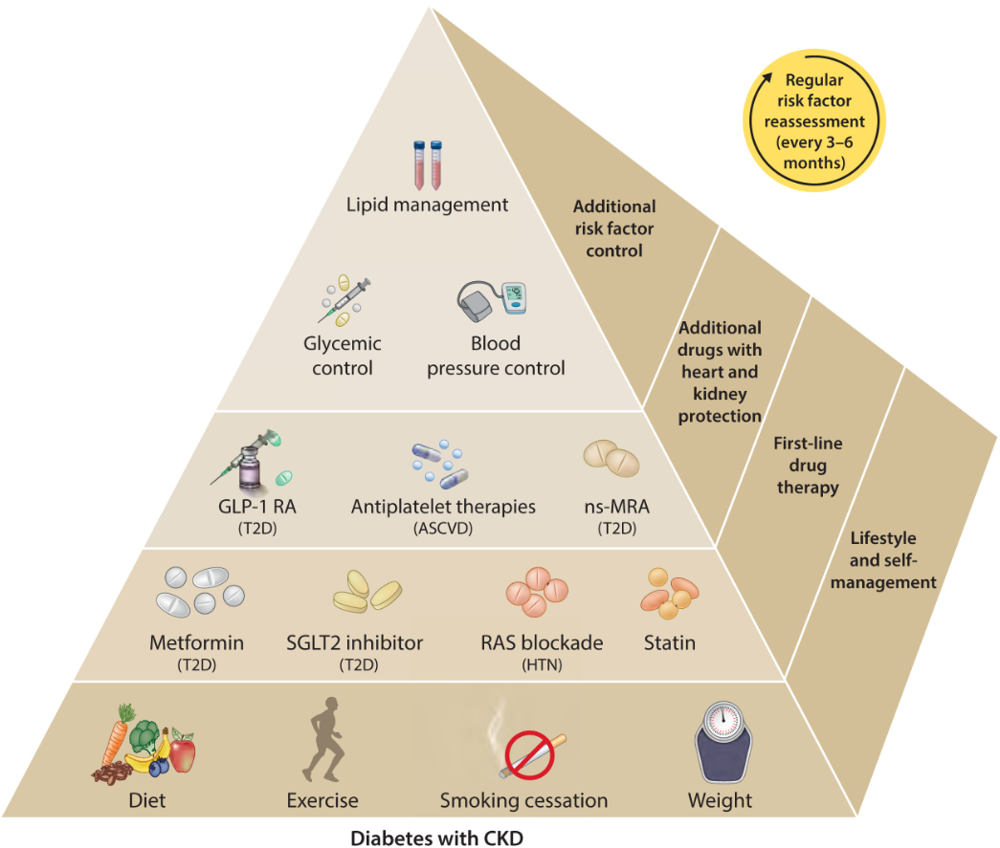 Regular
risk factor
reassessment
(every 3–6
months)
Lipid management
Additional
risk factor
control
Glycemic
control
Blood
pressure control
Additional
drugs with
heart and
kidney
protection
GLP-1 RA
(T2D)
Antiplatelet therapies
(ASCVD)
ns-MRA
(T2D)
First-line
drug
therapy
Metformin
(T2D)
SGLT2 inhibitor
(T2D)
RAS blockade
(HTN)
Statin
Lifestyle
and self-
management
Diet
Exercise
Smoking cessation
Weight
Diabetes with CKD